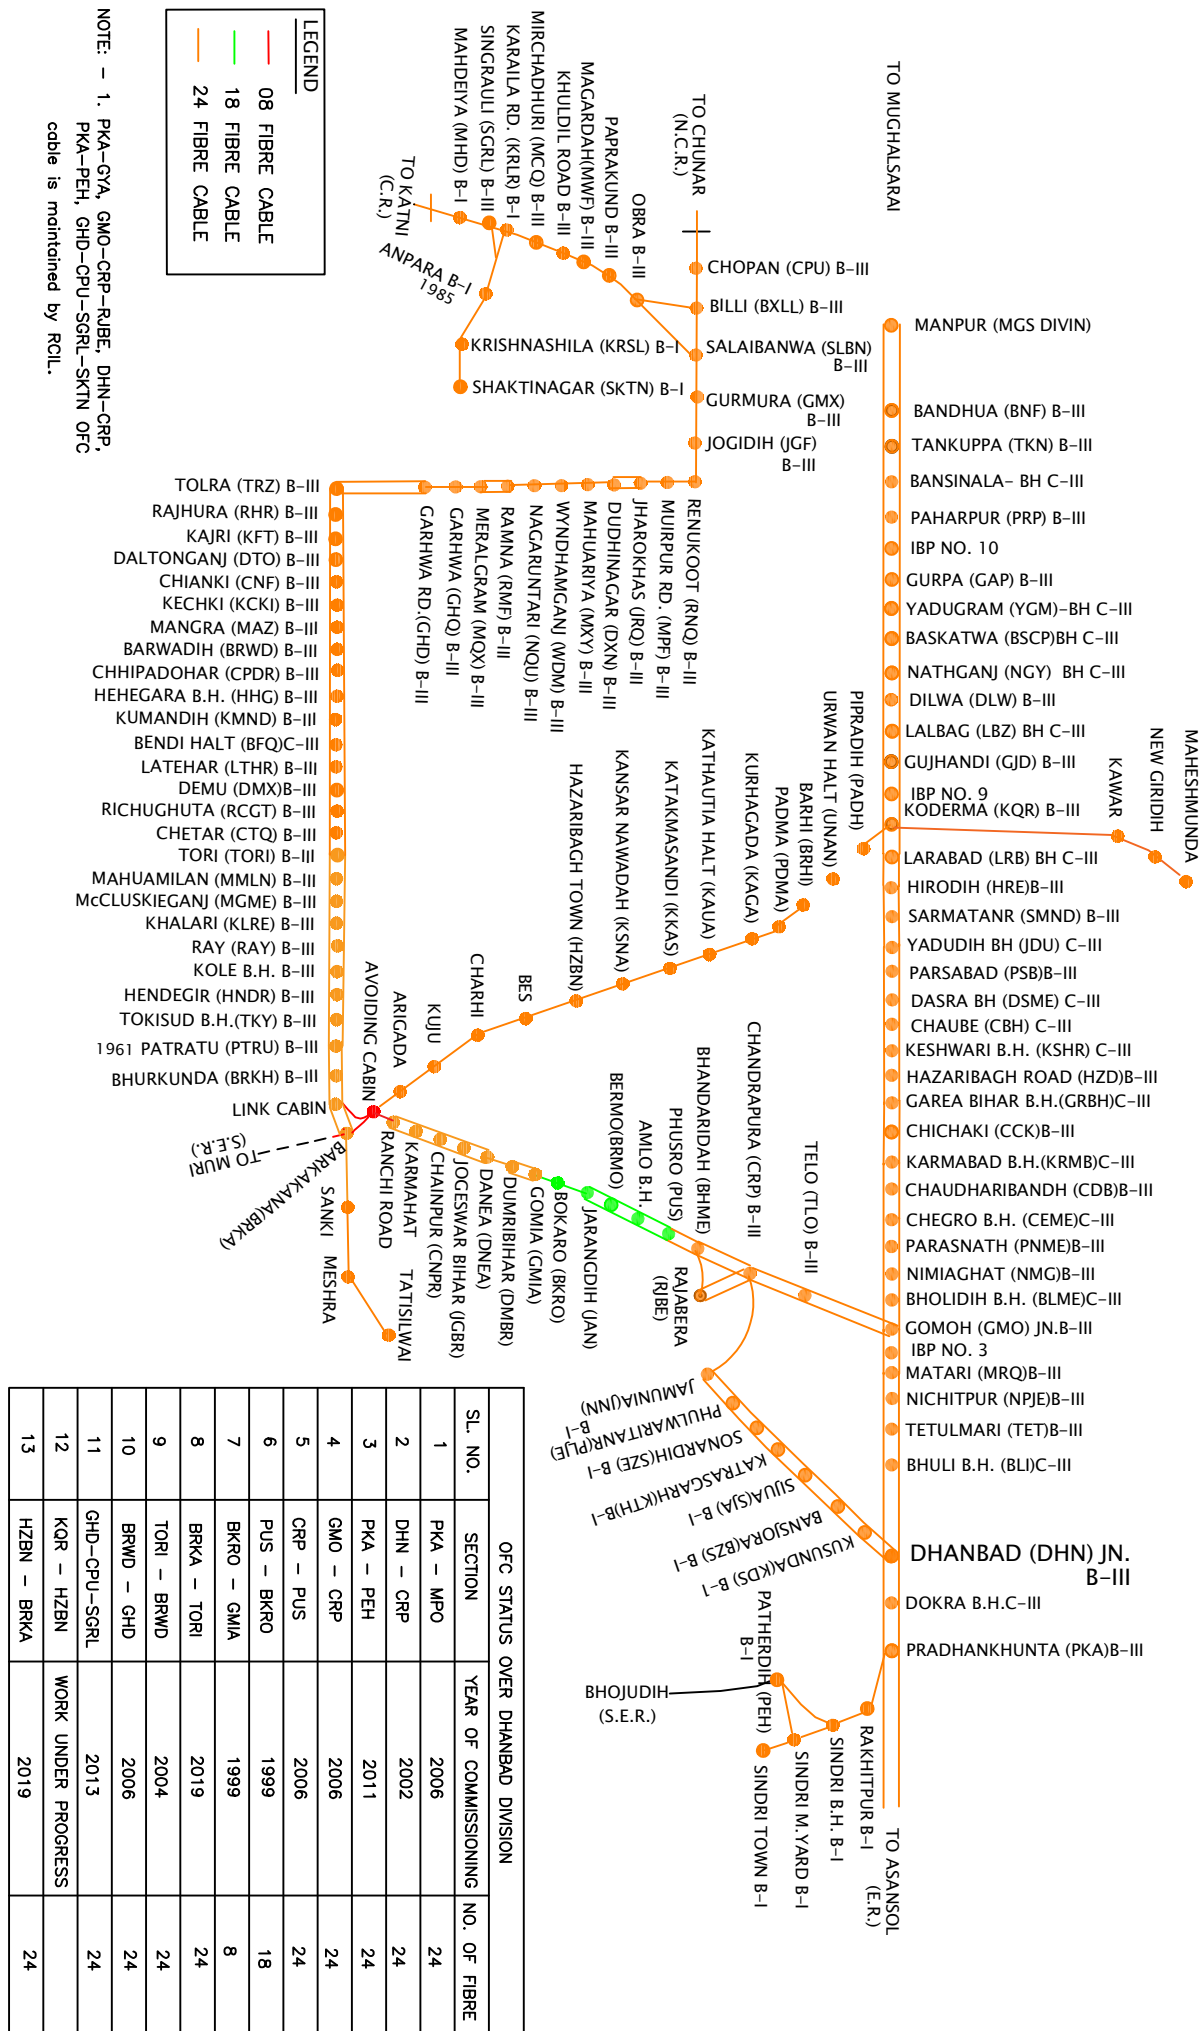 TO MUGHALSARAI
MANPUR (MGS DIVIN)
BANDHUA (BNF) B-III
TANKUPPA (TKN) B-III
BANSINALA- BH C-III
PAHARPUR (PRP) B-III
IBP NO. 10
GURPA (GAP) B-III
YADUGRAM (YGM)-BH C-III
BASKATWA (BSCP)BH C-III
NATHGANJ (NGY) BH C-III
DILWA (DLW) B-III
LALBAG (LBZ) BH C-III
GUJHANDI (GJD) B-III
IBP NO. 9
KODERMA (KQR) B-III
LARABAD (LRB) BH C-III
HIRODIH (HRE)B-III
SARMATANR (SMND) B-III
YADUDIH BH (JDU) C-III
PARSABAD (PSB)B-III
DASRA BH (DSME) C-III
CHAUBE (CBH) C-III
KESHWARI B.H. (KSHR) C-III
HAZARIBAGH ROAD (HZD)B-III
GAREA BIHAR B.H.(GRBH)C-III
CHICHAKI (CCK)B-III
KARMABAD B.H.(KRMB)C-III
CHAUDHARIBANDH (CDB)B-III
CHEGRO B.H. (CEME)C-III
PARASNATH (PNME)B-III
NIMIAGHAT (NMG)B-III
BHOLIDIH B.H. (BLME)C-III
GOMOH (GMO) JN.B-III
IBP NO. 3
MATARI (MRQ)B-III
NICHITPUR (NPJE)B-III
TETULMARI (TET)B-III
BHULI B.H. (BLI)C-III
DHANBAD (DHN) JN.
B-III
DOKRA B.H.C-III
PRADHANKHUNTA (PKA)B-III
TO ASANSOL
(E.R.)
MAHESHMUNDA
NEW GIRIDIH
KAWAR
PIPRADIH (PADH)
URWAN HALT (UNAN)
BARHI (BRHI)
PADMA (PDMA)
KURHAGADA (KAGA)
KATHAUTIA HALT (KAUA)
KATAKMASANDI (KKAS)
KANSAR NAWADAH (KSNA)
HAZARIBAGH TOWN (HZBN)
BES
CHARHI
KUJU
ARIGADA
AVOIDING CABIN
TO CHUNAR
(N.C.R.)
CHOPAN (CPU) B-III
BILLI (BXLL) B-III
SALAIBANWA (SLBN)
B-III
GURMURA (GMX)
B-III
JOGIDIH (JGF)
B-III
OBRA B-III
PAPRAKUND B-III
MAGARDAH(MWF) B-III
KHULDIL ROAD B-III
MIRCHADHURI (MCQ) B-III
KARAILA RD. (KRLR) B-I
SINGRAULI (SGRL) B-III
MAHDEIYA (MHD) B-I
TO KATNI
(C.R.)
ANPARA B-I
1985
KRISHNASHILA (KRSL) B-I
SHAKTINAGAR (SKTN) B-I
RENUKOOT (RNQ) B-III
MUIRPUR RD. (MPF) B-III
JHAROKHAS (JRQ) B-III
DUDHINAGAR (DXN) B-III
MAHUARIYA (MXY) B-III
WYNDHAMGANJ (WDM) B-III
NAGARUNTARI (NQU) B-III
RAMNA (RMF) B-III
MERALGRAM (MQX) B-III
GARHWA (GHQ) B-III
GARHWA RD.(GHD) B-III
TOLRA (TRZ) B-III
RAJHURA (RHR) B-III
KAJRI (KFT) B-III
DALTONGANJ (DTO) B-III
CHIANKI (CNF) B-III
KECHKI (KCKI) B-III
MANGRA (MAZ) B-III
BARWADIH (BRWD) B-III
CHHIPADOHAR (CPDR) B-III
HEHEGARA B.H. (HHG) B-III
KUMANDIH (KMND) B-III
BENDI HALT (BFQ)C-III
LATEHAR (LTHR) B-III
DEMU (DMX)B-III
RICHUGHUTA (RCGT) B-III
CHETAR (CTQ) B-III
TORI (TORI) B-III
MAHUAMILAN (MMLN) B-III
McCLUSKIEGANJ (MGME) B-III
KHALARI (KLRE) B-III
RAY (RAY) B-III
KOLE B.H. B-III
HENDEGIR (HNDR) B-III
TOKISUD B.H.(TKY) B-III
1961 PATRATU (PTRU) B-III
BHURKUNDA (BRKH) B-III
LINK CABIN
TO MURI
(S.E.R.)
BARKAKANA(BRKA)
SANKI
MESHRA
TATISILWAI
RANCHI ROAD
KARMAHAT
CHAINPUR (CNPR)
JOGESWAR BIHAR (JGBR)
DANEA (DNEA)
DUMRIBIHAR (DMBR)
GOMIA (GMIA)
BOKARO (BKRO)
JARANGDIH (JAN)
BERMO(BRMO)
AMLO B.H.
PHUSRO (PUS)
BHANDARIDAH (BHME)
CHANDRAPURA (CRP) B-III
TELO (TLO) B-III
RAJABERA
(RJBE)
JAMUNIA(JNN)
B-I
PHULWARITANR(PLJE)
SONARDIH(SZE) B-I
KATRASGARH(KTH)B-I
SIJUA(SJA) B-I
BANSJORA(BZS) B-I
KUSUNDA(KDS) B-I
PATHERDIH (PEH)
B-I
BHOJUDIH
(S.E.R.)
RAKHITPUR B-I
SINDRI B.H. B-I
SINDRI M.YARD B-I
SINDRI TOWN B-I
LEGEND
08 FIBRE CABLE
18 FIBRE CABLE
24 FIBRE CABLE
NOTE: - 1. PKA-GYA, GMO-CRP-RJBE, DHN-CRP,
PKA-PEH, GHD-CPU-SGRL-SKTN OFC
cable is maintained by RCIL.
OFC STATUS OVER DHANBAD DIVISION
SL. NO. SECTION YEAR OF COMMISSIONING NO. OF FIBRE
1 PKA - MPO 2006 24
2 DHN - CRP 2002 24
3 PKA - PEH 2011 24
4 GMO - CRP 2006 24
5 CRP - PUS 2006 24
6 PUS - BKRO 1999 18
7 BKRO - GMIA 1999 8
8 BRKA - TORI 2019 24
9 TORI - BRWD 2004 24
10 BRWD - GHD 2006 24
11 GHD-CPU-SGRL 2013 24
12 KQR - HZBN WORK UNDER PROGRESS
13 HZBN - BRKA 2019 24